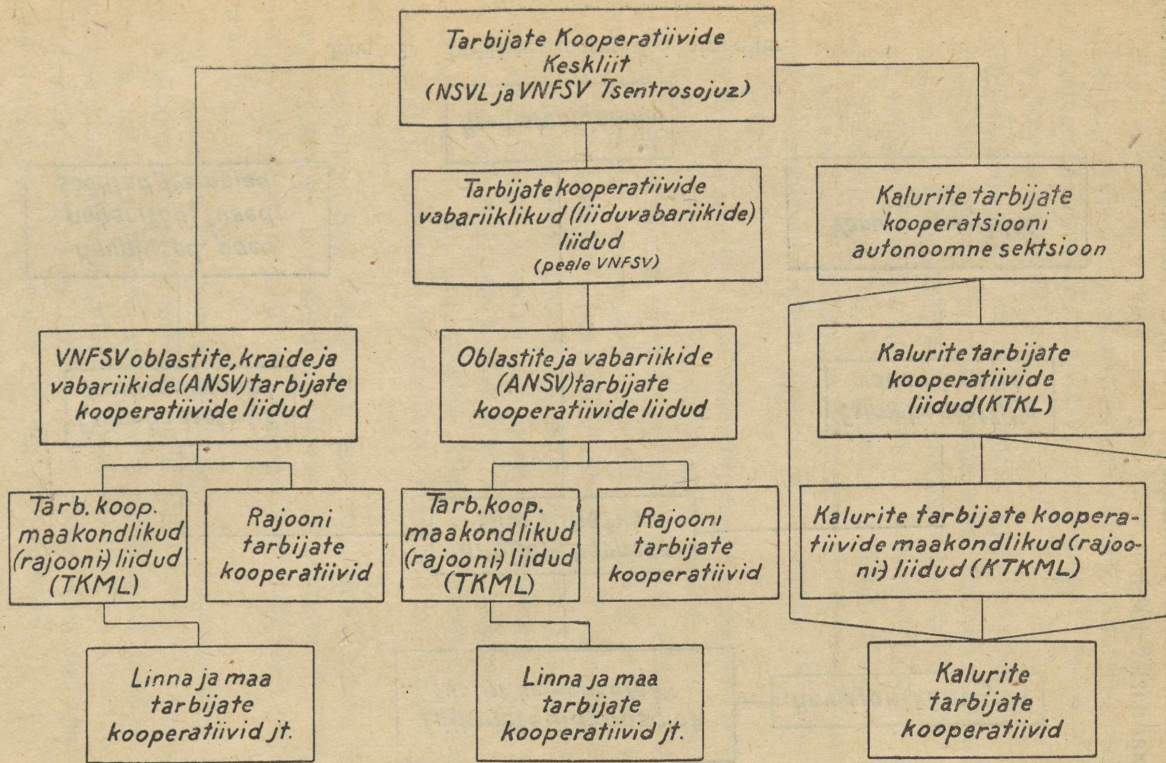 Tarbijate Kooperatiivide
Keskliit
(NSVL ja VNFSV Tsentrosojuz)
Tarbijate kooperatiivide
vabariiklikud (liiduvabariikide)
liidud
(peale VNFSV)
Kalurite tarbijate
kooperatsiooni
autonoomne sektsioon
VNFSV oblastite, kraide ja
vabariikide (ANSV) tarbijate
kooperatiivide liidud
Oblastite ja vabariikide
(ANSV) tarbijate
kooperatiivide liidud
Kalurite tarbijate
kooperatiivide
liidud (KTKL)
Tarb. koop.
maakondlikud
(rajooni-) liidud
(TKML)
Rajooni
tarbijate
kooperatiivid
Tarb. koop.
maakondlikud
(rajooni-) liidud
(TKML)
Rajooni
tarbijate
kooperatiivid
Kalurite tarbijate koopera-
tiivide maakondlikud (rajoo-
ni-) liidud (KTKML)
Linna ja maa
tarbijate
kooperatiivid jt.
Linna ja maa
tarbijate
kooperatiivid jt.
Kalurite
tarbijate
kooperatiivid